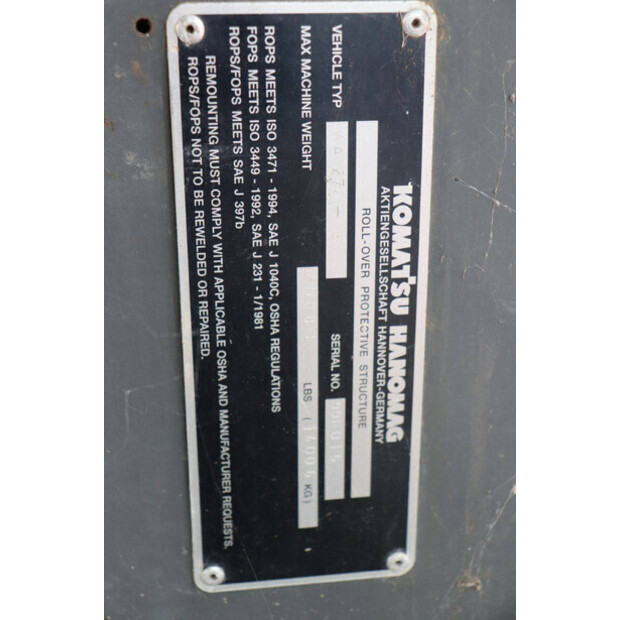 KOMATSU HANOMAG
AKTIENGESELLSCHAFT HANNOVER-GERMANY
ROLL-OVER PROTECTIVE STRUCTURE
VEHICLE TYP SERIAL NO.
MAX MACHINE WEIGHT LBS ( KG)
ROPS MEETS ISO 3471 - 1994, SAE J 1040C, OSHA REGULATIONS
FOPS MEETS ISO 3449 - 1992, SAE J 231 - 1/1981
ROPS/FOPS MEETS SAE J 397b
REMOUNTING MUST COMPLY WITH APPLICABLE OSHA AND MANUFACTURER REQUESTS.
ROPS/FOPS NOT TO BE REWELDED OR REPAIRED.